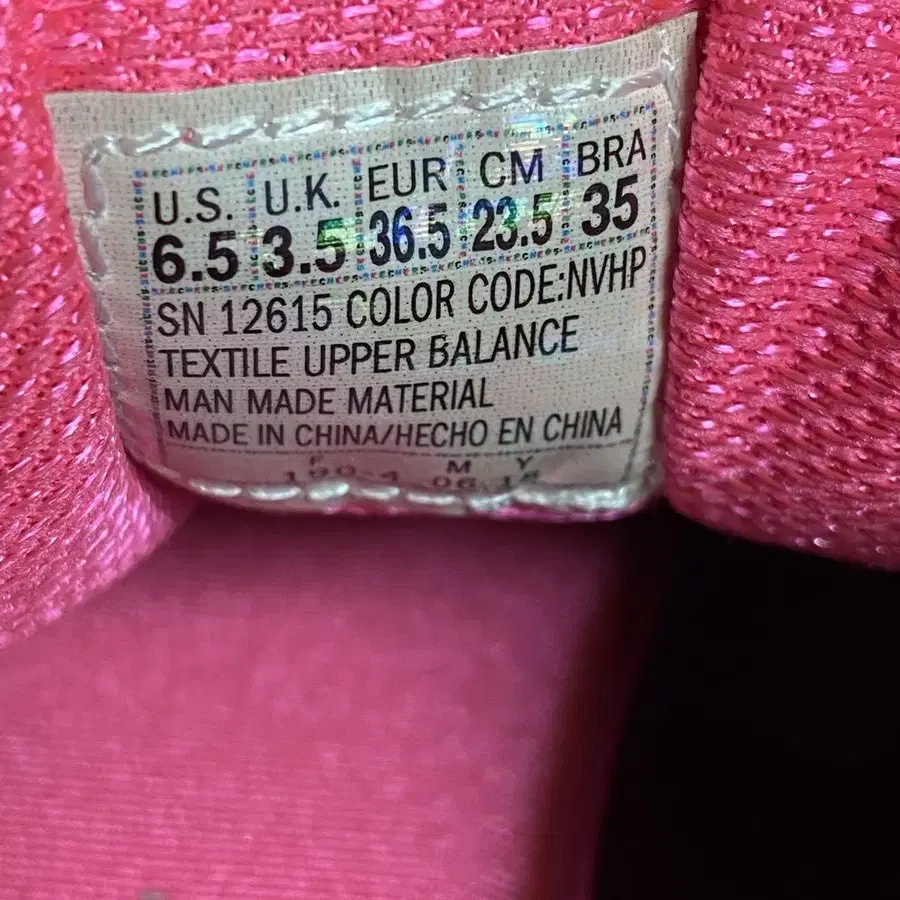 U.S. U.K. EUR CM BRA
6.5 3.5 36.5 23.5 35
SN 12615 COLOR CODE:NVHP
TEXTILE UPPER BALANCE
MAN MADE MATERIAL
MADE IN CHINA/HECHO EN CHINA
F M Y
06